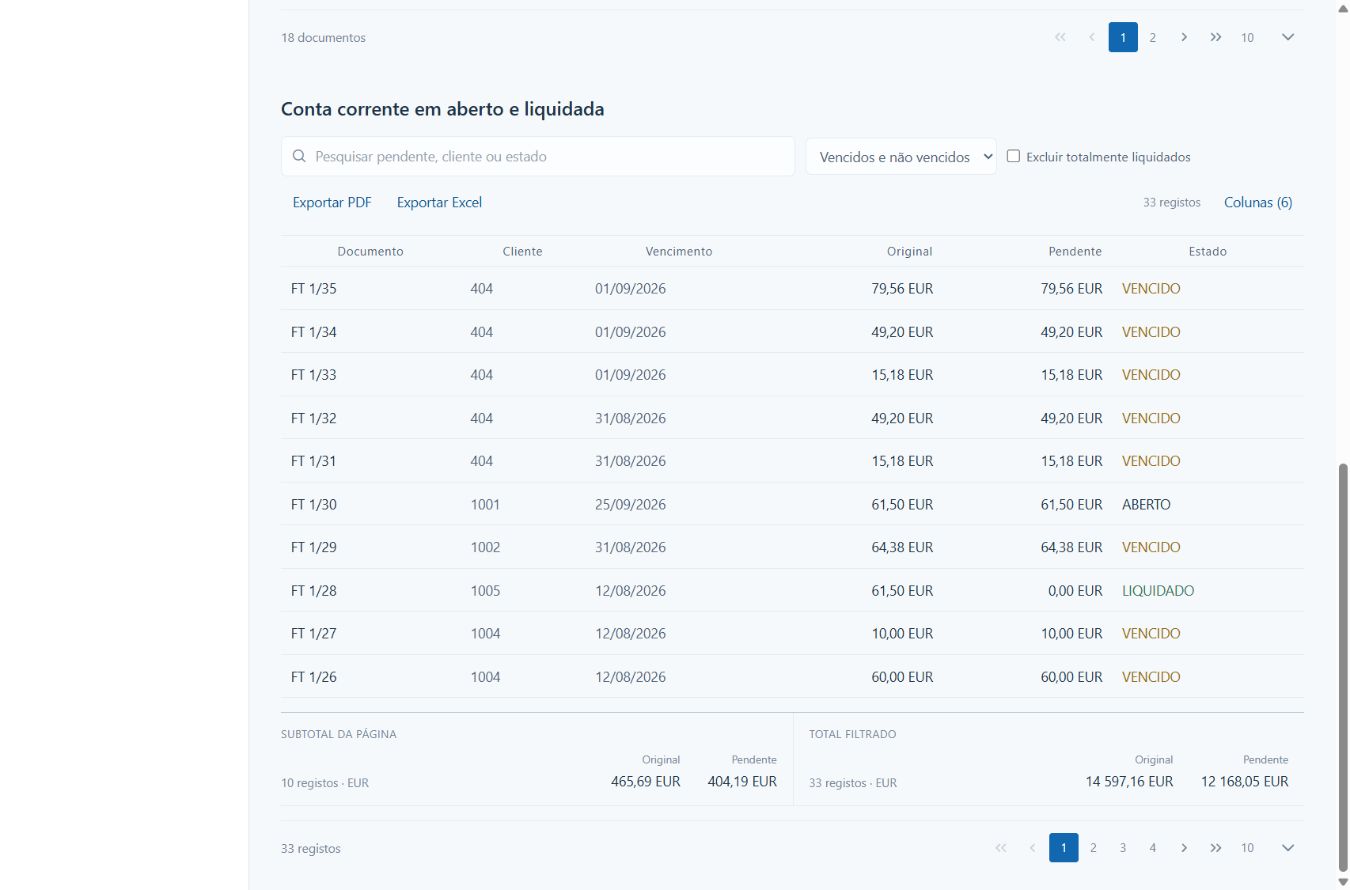 18 documentos 1 2 10
Conta corrente em aberto e liquidada
Pesquisar pendente, cliente ou estado Vencidos e não vencidos Excluir totalmente liquidados
Exportar PDF Exportar Excel 33 registos Colunas (6)
Documento Cliente Vencimento Original Pendente Estado
FT 1/35 404 01/09/2026 79,56 EUR 79,56 EUR VENCIDO
FT 1/34 404 01/09/2026 49,20 EUR 49,20 EUR VENCIDO
FT 1/33 404 01/09/2026 15,18 EUR 15,18 EUR VENCIDO
FT 1/32 404 31/08/2026 49,20 EUR 49,20 EUR VENCIDO
FT 1/31 404 31/08/2026 15,18 EUR 15,18 EUR VENCIDO
FT 1/30 1001 25/09/2026 61,50 EUR 61,50 EUR ABERTO
FT 1/29 1002 31/08/2026 64,38 EUR 64,38 EUR VENCIDO
FT 1/28 1005 12/08/2026 61,50 EUR 0,00 EUR LIQUIDADO
FT 1/27 1004 12/08/2026 10,00 EUR 10,00 EUR VENCIDO
FT 1/26 1004 12/08/2026 60,00 EUR 60,00 EUR VENCIDO
SUBTOTAL DA PÁGINA
Original Pendente
10 registos · EUR 465,69 EUR 404,19 EUR
TOTAL FILTRADO
Original Pendente
33 registos · EUR 14 597,16 EUR 12 168,05 EUR
33 registos 1 2 3 4 10